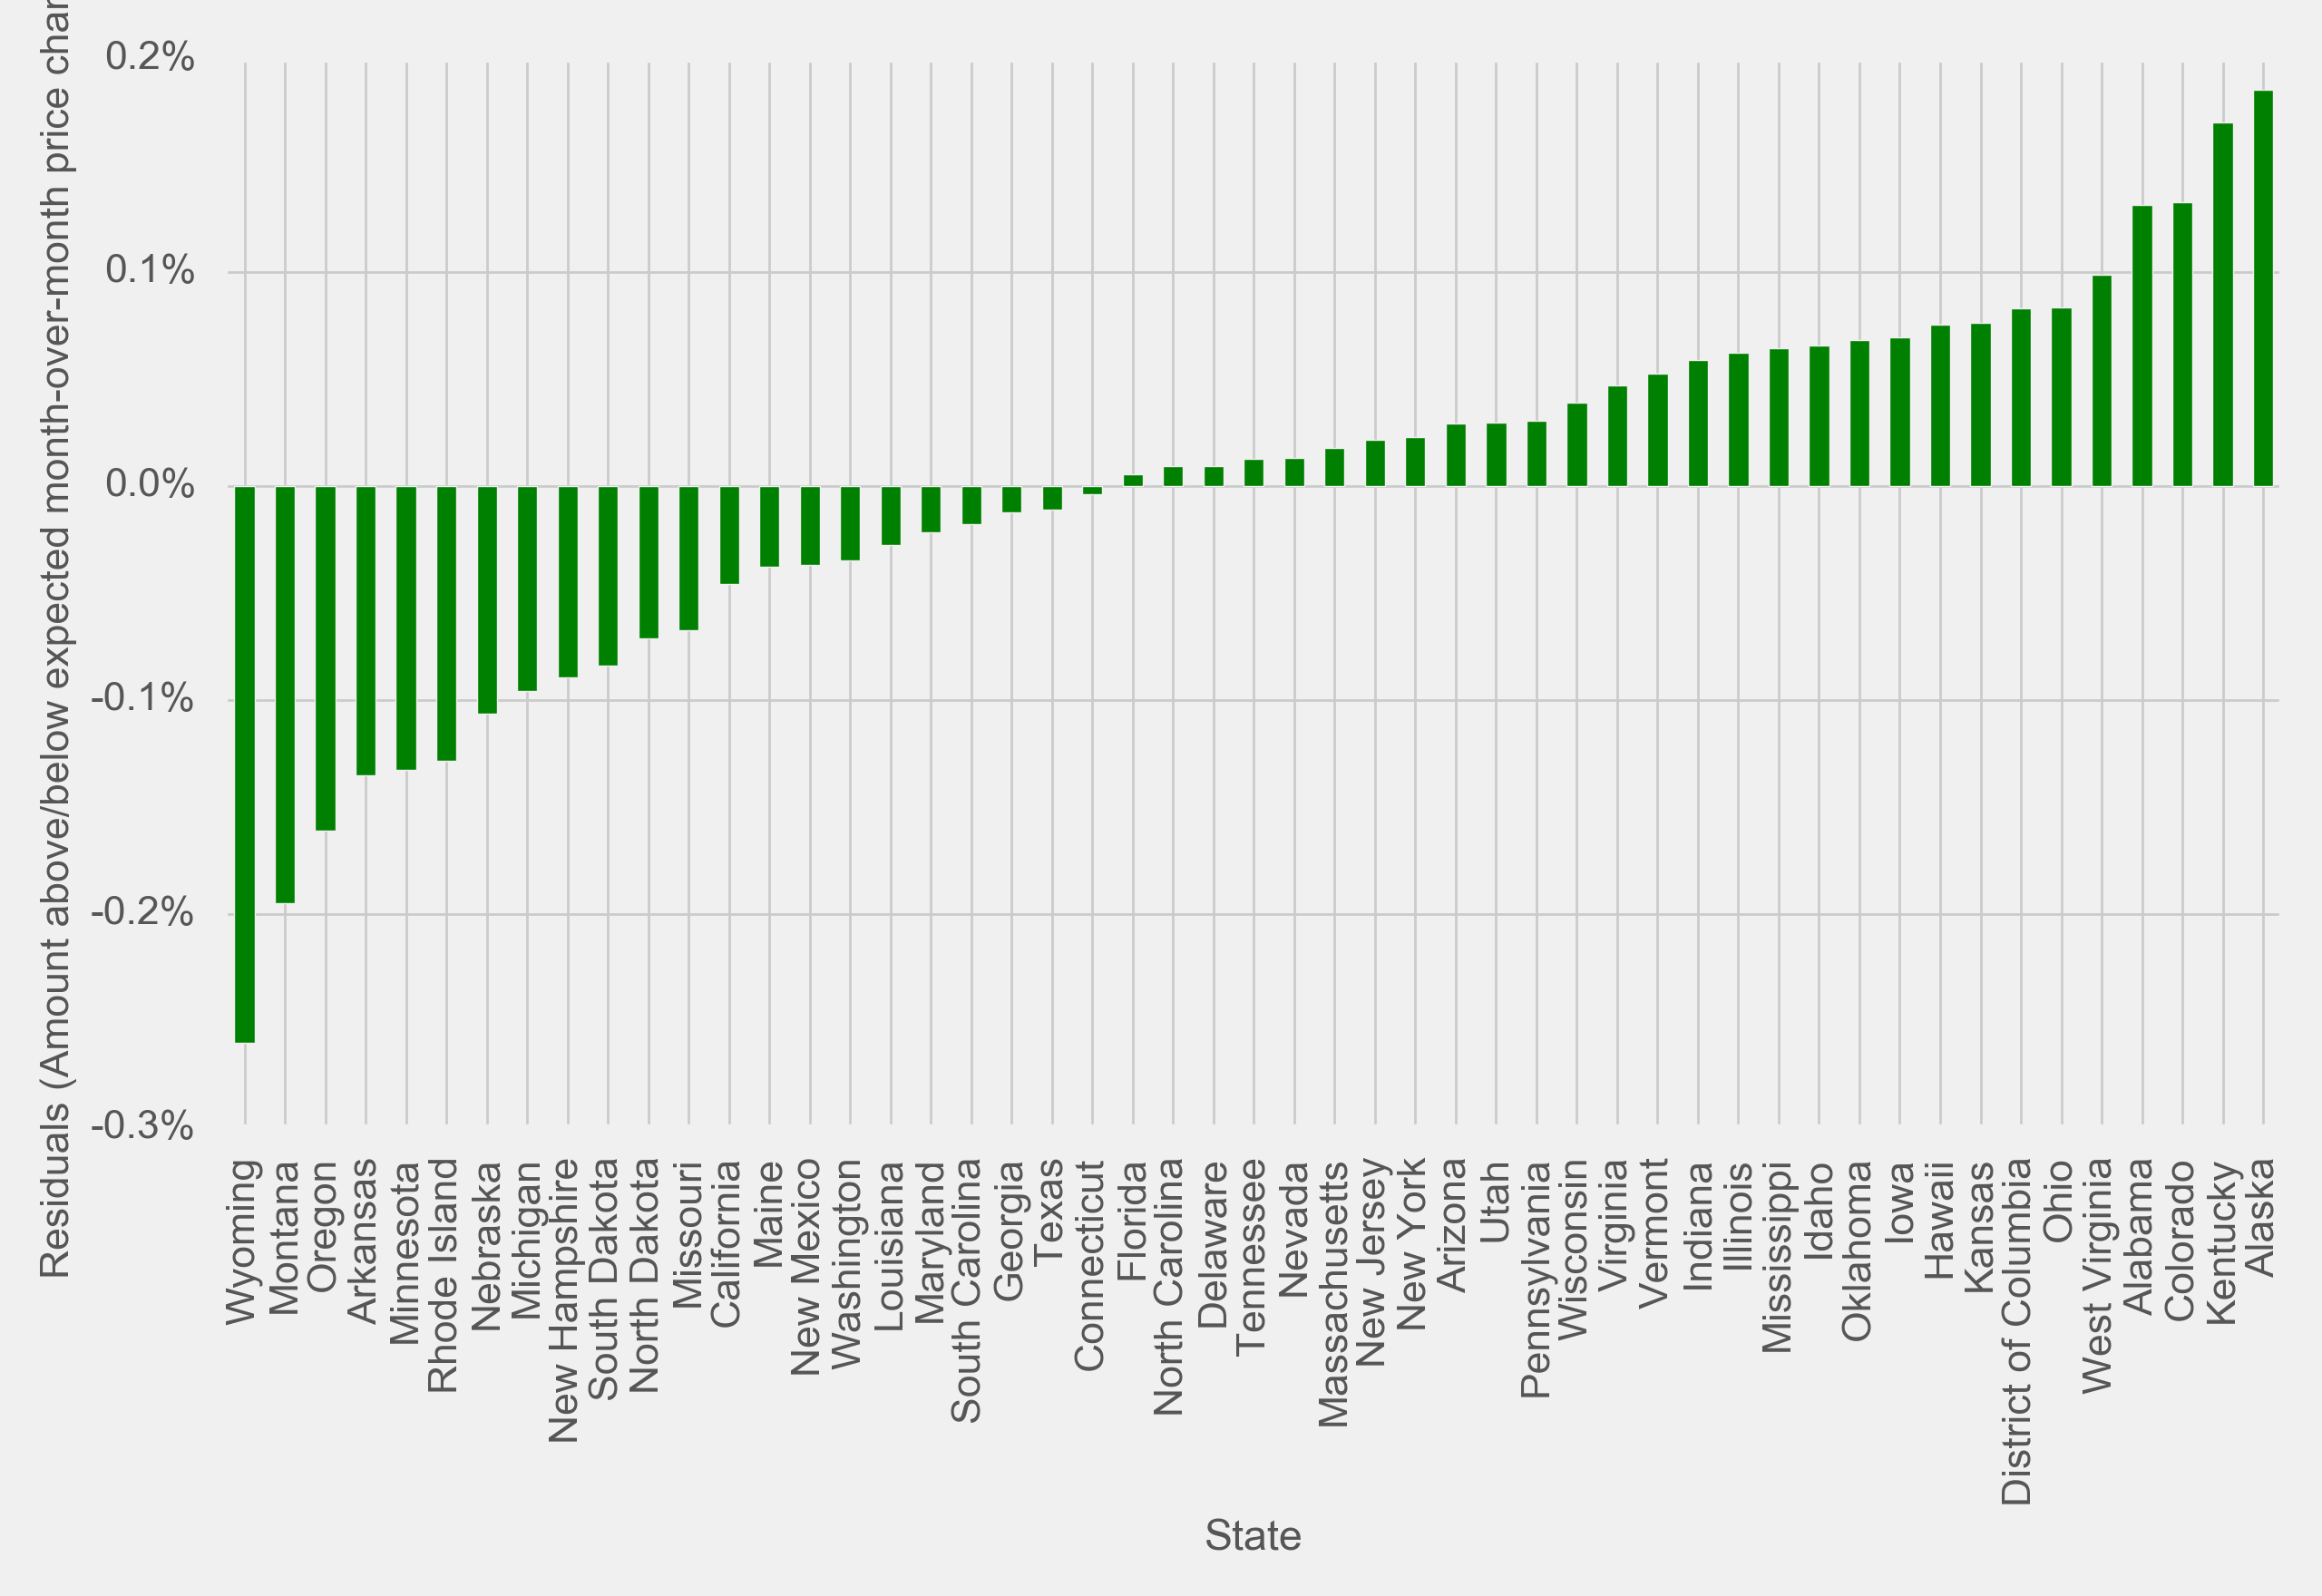 Residuals (Amount above/below expected month-over-month price
0.2%
0.1%
0.0%
-0.1%
-0.2%
-0.3%
Wyoming
Montana
Oregon
Arkansas
Minnesota
Rhode Island
Nebraska
Michigan
New Hampshire
South Dakota
North Dakota
Missouri
California
Maine
New Mexico
Washington
Louisiana
Maryland
South Carolina
Georgia
Texas
Connecticut
Florida
North Carolina
Delaware
Tennessee
Nevada
Massachusetts
New Jersey
New York
Arizona
Utah
Pennsylvania
Wisconsin
Virginia
Vermont
Indiana
Illinois
Mississippi
Idaho
Oklahoma
Iowa
Hawaii
Kansas
District of Columbia
Ohio
West Virginia
Alabama
Colorado
Kentucky
Alaska
State